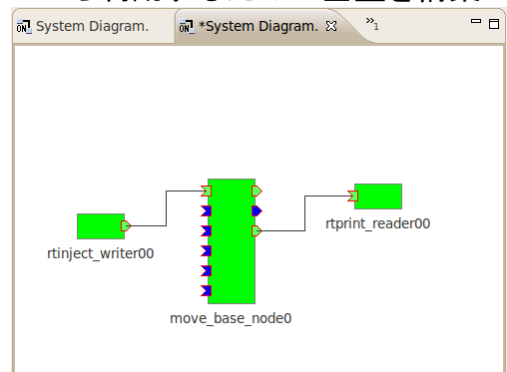 System Diagram. *System Diagram. »1
rtprint_reader00
rtinject_writer00
move_base_node0